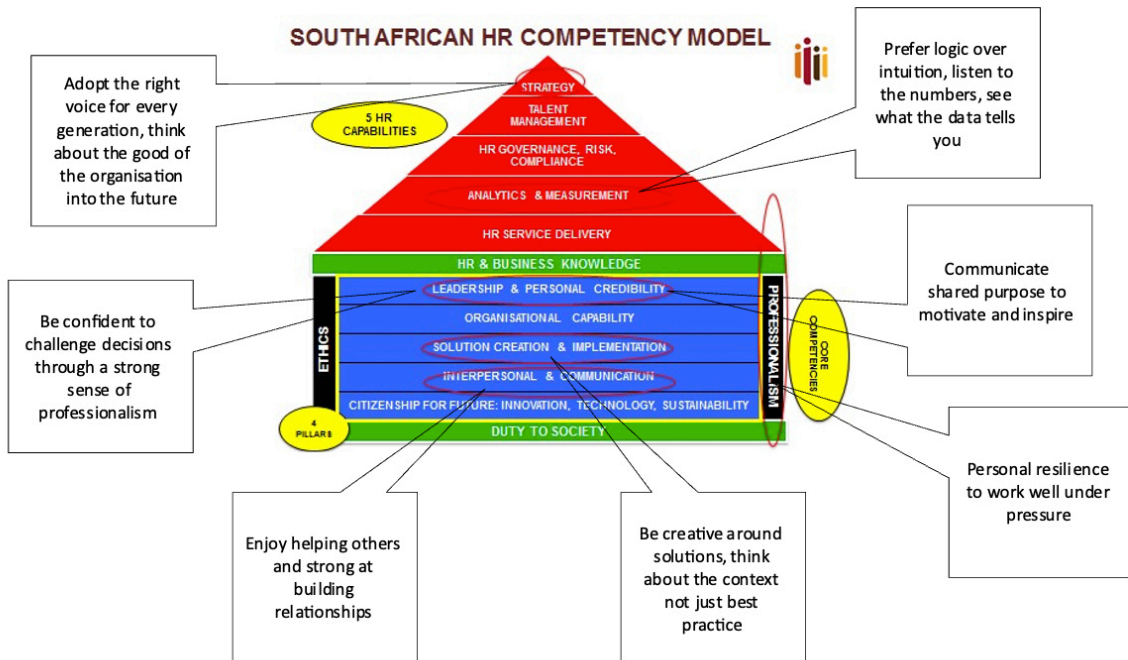 SOUTH AFRICAN HR COMPETENCY MODEL
Adopt the right
voice for every
generation, think
about the good of
the organisation
into the future
5 HR
CAPABILITIES
STRATEGY
TALENT
MANAGEMENT
HR GOVERNANCE, RISK,
COMPLIANCE
ANALYTICS & MEASUREMENT
HR SERVICE DELIVERY
Prefer logic over
intuition, listen to
the numbers, see
what the data tells
you
HR & BUSINESS KNOWLEDGE
ETHICS
LEADERSHIP & PERSONAL CREDIBILITY
ORGANISATIONAL CAPABILITY
SOLUTION CREATION & IMPLEMENTATION
INTERPERSONAL & COMMUNICATION
CITIZENSHIP FOR FUTURE: INNOVATION, TECHNOLOGY, SUSTAINABILITY
PROFESSIONALISM
CORE
COMPETENCIES
4
PILLARS
DUTY TO SOCIETY
Be confident to
challenge decisions
through a strong
sense of
professionalism
Communicate
shared purpose to
motivate and inspire
Personal resilience
to work well under
pressure
Enjoy helping others
and strong at
building
relationships
Be creative around
solutions, think
about the context
not just best
practice